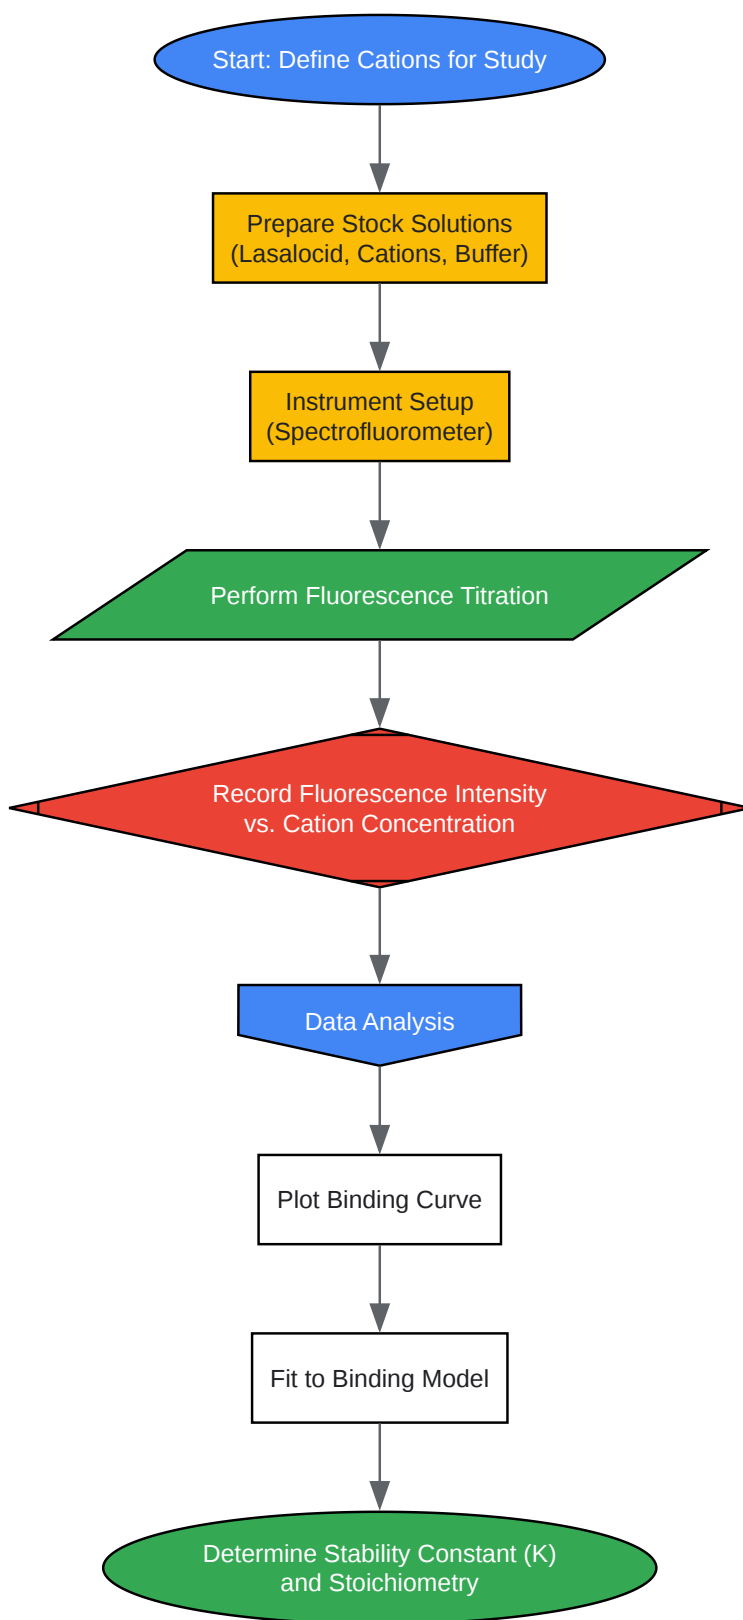 Start: Define Cations for Study
Prepare Stock Solutions
(Lasalocid, Cations, Buffer)
Instrument Setup
(Spectrofluorometer)
Perform Fluorescence Titration
Record Fluorescence Intensity
vs. Cation Concentration
Data Analysis
Plot Binding Curve
Fit to Binding Model
Determine Stability Constant (K)
and Stoichiometry